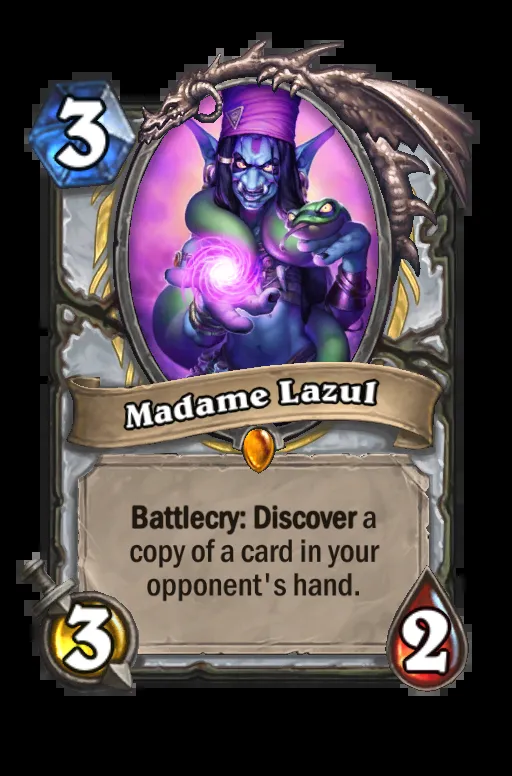 3
Madame Lazul
Battlecry: Discover a
copy of a card in your
opponent's hand.
3
2